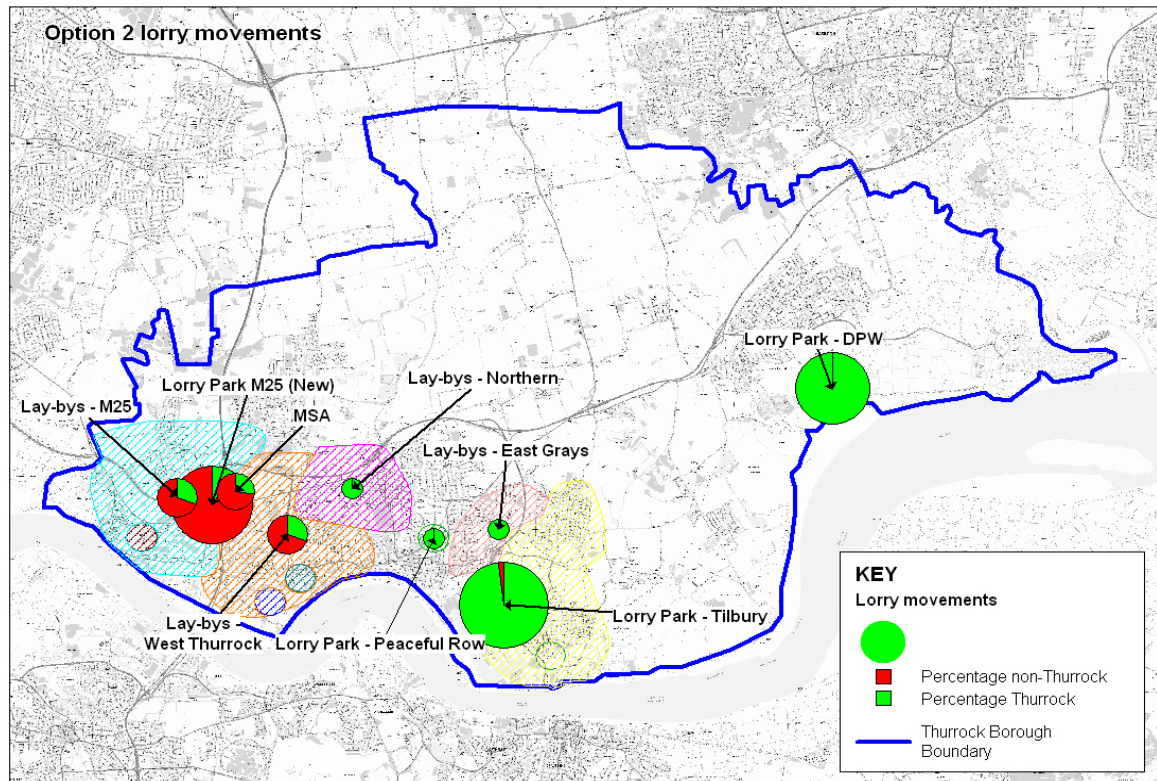 Option 2 lorry movements
Lorry Park - DPW
Lay-bys - Northern
Lorry Park M25 (New)
Lay-bys - M25
MSA
Lay-bys - East Grays
Lorry Park - Tilbury
Lay-bys
West Thurrock
Lorry Park - Peaceful Row
KEY
Lorry movements
Percentage non-Thurrock
Percentage Thurrock
Thurrock Borough
Boundary